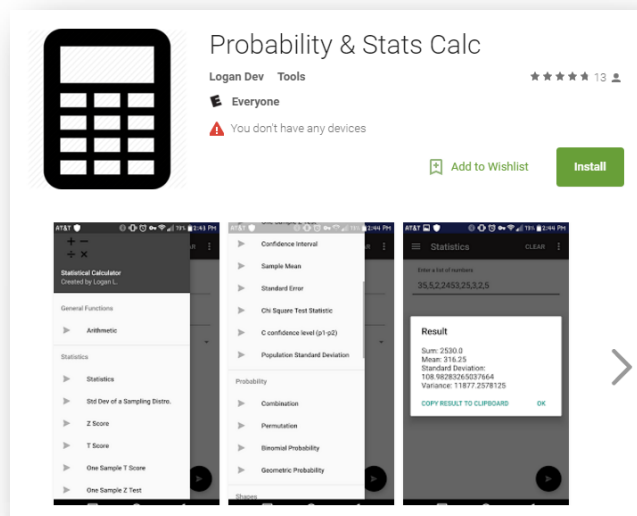 Probability & Stats Calc
Logan Dev Tools
13
E Everyone
You don't have any devices
Add to Wishlist
Install
AT&T 79% 2:43 PM
Statistical Calculator
Created by Logan L.
General Functions
Arithmetic
Statistics
Statistics
Std Dev of a Sampling Distro.
Z Score
T Score
One Sample T Score
One Sample Z Test
AT&T 2:44 PM
Confidence Interval
Sample Mean
Standard Error
Chi Square Test Statistic
C confidence level (p1-p2)
Population Standard Deviation
Probability
Combination
Permutation
Binomial Probability
Geometric Probability
Shapes
AT&T 2:44 PM
Statistics CLEAR
Enter a list of numbers
35,5,2,2453,25,3,2,5
Result
Sum: 2530.0
Mean: 316.25
Standard Deviation:
108.98283265037664
Variance: 11877.2578125
COPY RESULT TO CLIPBOARD OK